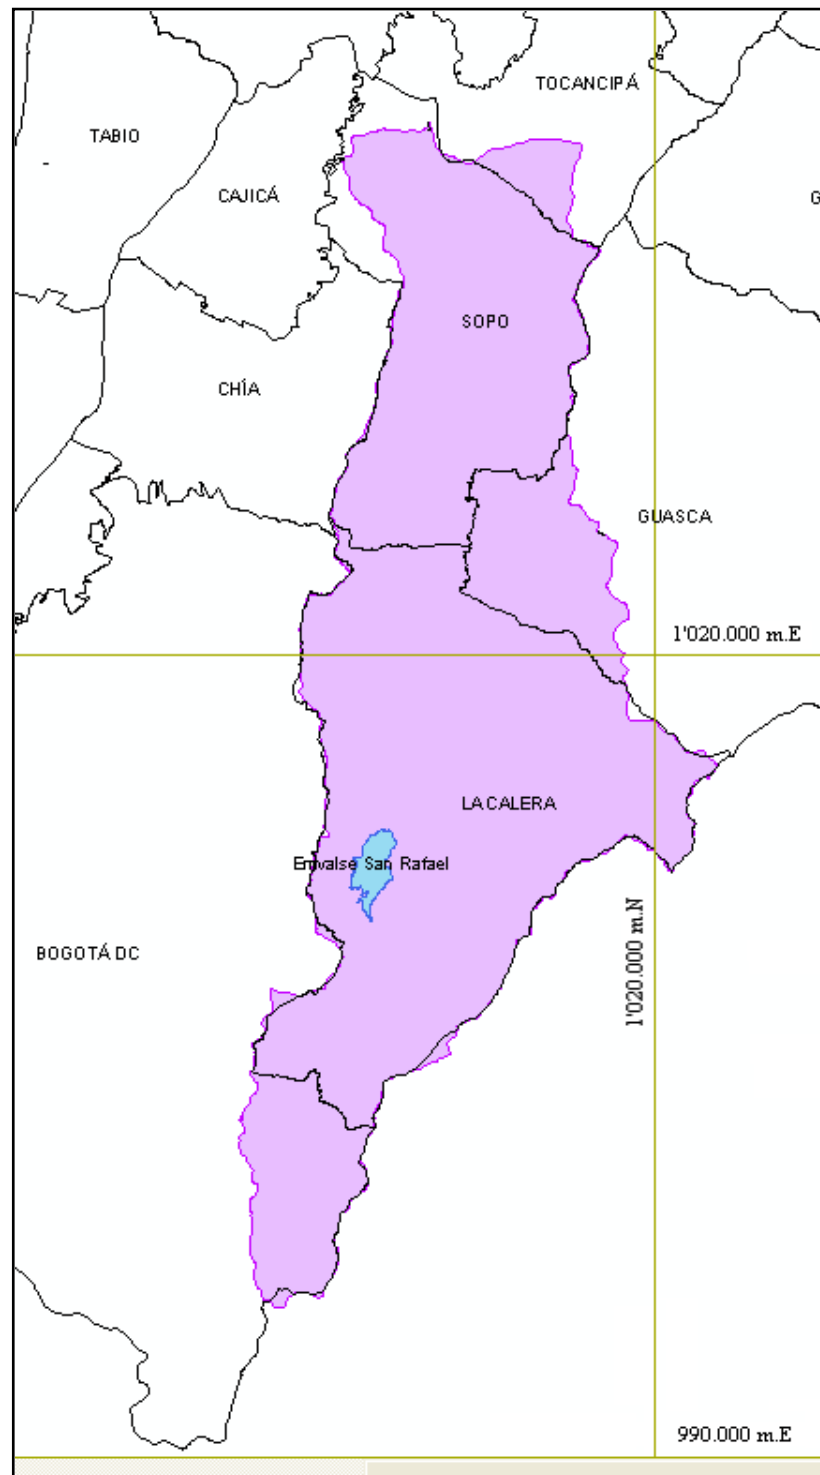 TOCANCIPÁ
TABIO
CAJICÁ
G
SOPO
CHÍA
GUASCA
1'020.000 m.E
LA CALERA
Emvalse San Rafael
1'020.000 m.N
BOGOTÁ DC
990.000 m.E